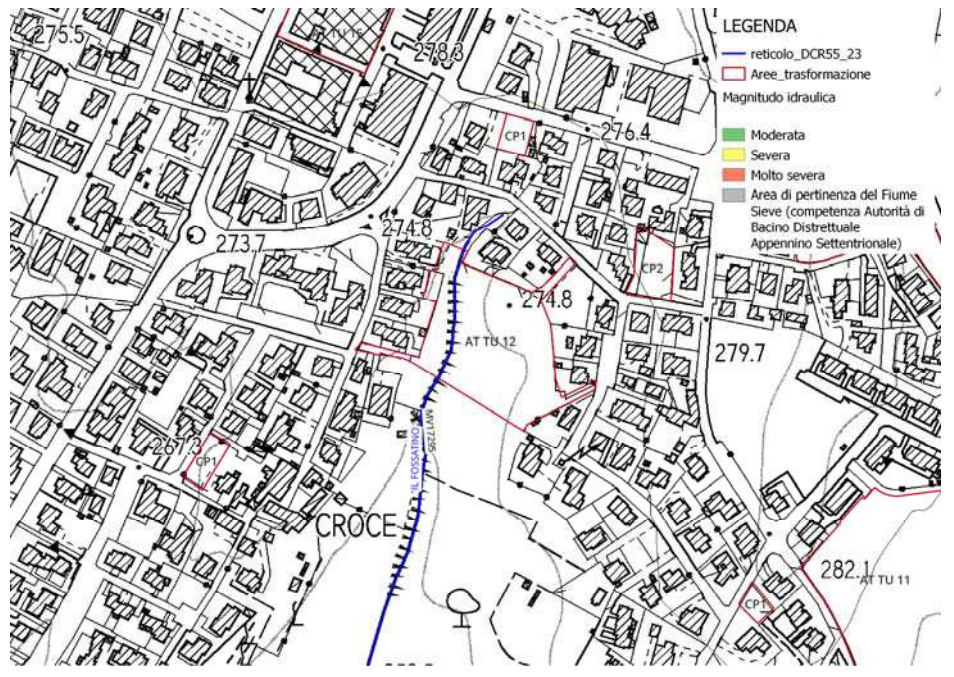 LEGENDA
reticolo_DCR55_23
Aree_trasformazione
Magnitudo idraulica
Moderata
Severa
Molto severa
Area di pertinenza del Fiume
Sieve (competenza Autorità di
Bacino Distrettuale
Appennino Settentrionale)
275.5
AT TU 15
278.3
CP1
276.4
273.7
274.8
CP2
274.8
AT TU 12
279.7
MV17295
IL FOSSATINO
267.3
CP1
CROCE
282.1
AT TU 11
CP1